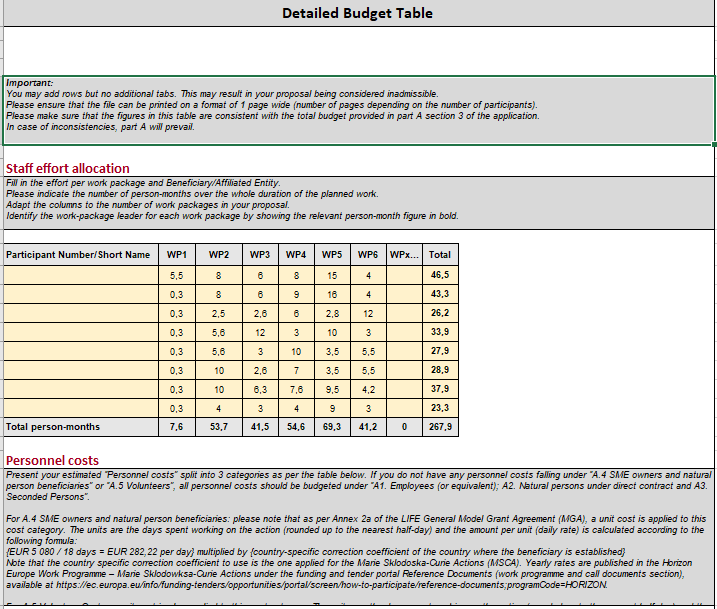 Detailed Budget Table
Important:
You may add rows but no additional tabs. This may result in your proposal being considered inadmissible.
Please ensure that the file can be printed on a format of 1 page wide (number of pages depending on the number of participants).
Please make sure that the figures in this table are consistent with the total budget provided in part A section 3 of the application.
In case of inconsistencies, part A will prevail.
Staff effort allocation
Fill in the effort per work package and Beneficiary/Affiliated Entity.
Please indicate the number of person-months over the whole duration of the planned work.
Adapt the columns to the number of work packages in your proposal.
Identify the work-package leader for each work package by showing the relevant person-month figure in bold.
Participant Number/Short Name WP1 WP2 WP3 WP4 WP5 WP6 WPx... Total
5,5 8 6 8 15 4 46,5
0,3 8 6 9 16 4 43,3
0,3 2,5 2,6 6 2,8 12 26,2
0,3 5,6 12 3 10 3 33,9
0,3 5,6 3 10 3,5 5,5 27,9
0,3 10 2,6 7 3,5 5,5 28,9
0,3 10 6,3 7,6 9,5 4,2 37,9
0,3 4 3 4 9 3 23,3
Total person-months 7,6 53,7 41,5 54,6 69,3 41,2 0 267,9
Personnel costs
Present your estimated "Personnel costs" split into 3 categories as per the table below. If you do not have any personnel costs falling under "A.4 SME owners and natural
person beneficiaries" or "A.5 Volunteers", all personnel costs should be budgeted under "A1. Employees (or equivalent); A2. Natural persons under direct contract and A3.
Seconded Persons".
For A.4 SME owners and natural person beneficiaries: please note that as per Annex 2a of the LIFE General Model Grant Agreement (MGA), a unit cost is applied to this
cost category. The units are the days spent working on the action (rounded up to the nearest half-day) and the amount per unit (daily rate) is calculated according to the
following formula:
{EUR 5 080 / 18 days = EUR 282,22 per day} multiplied by {country-specific correction coefficient of the country where the beneficiary is established}
Note that the country specific correction coefficient to use is the one applied for the Marie Sklodoska-Curie Actions (MSCA). Yearly rates are published in the Horizon
Europe Work Programme – Marie Sklodowksa-Curie Actions under the funding and tender portal Reference Documents (work programme and call documents section),
available at https://ec.europa.eu/info/funding-tenders/opportunities/portal/screen/how-to-participate/reference-documents;programCode=HORIZON.